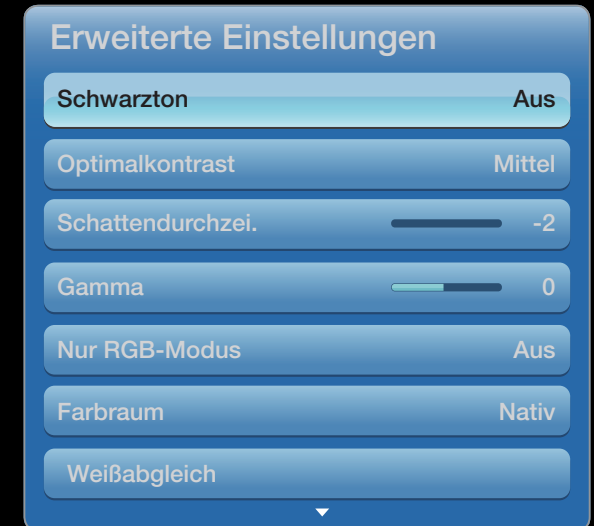 Erweiterte Einstellungen
Schwarzton Aus
Optimalkontrast Mittel
Schattendurchzei. -2
Gamma 0
Nur RGB-Modus Aus
Farbraum Nativ
Weißabgleich